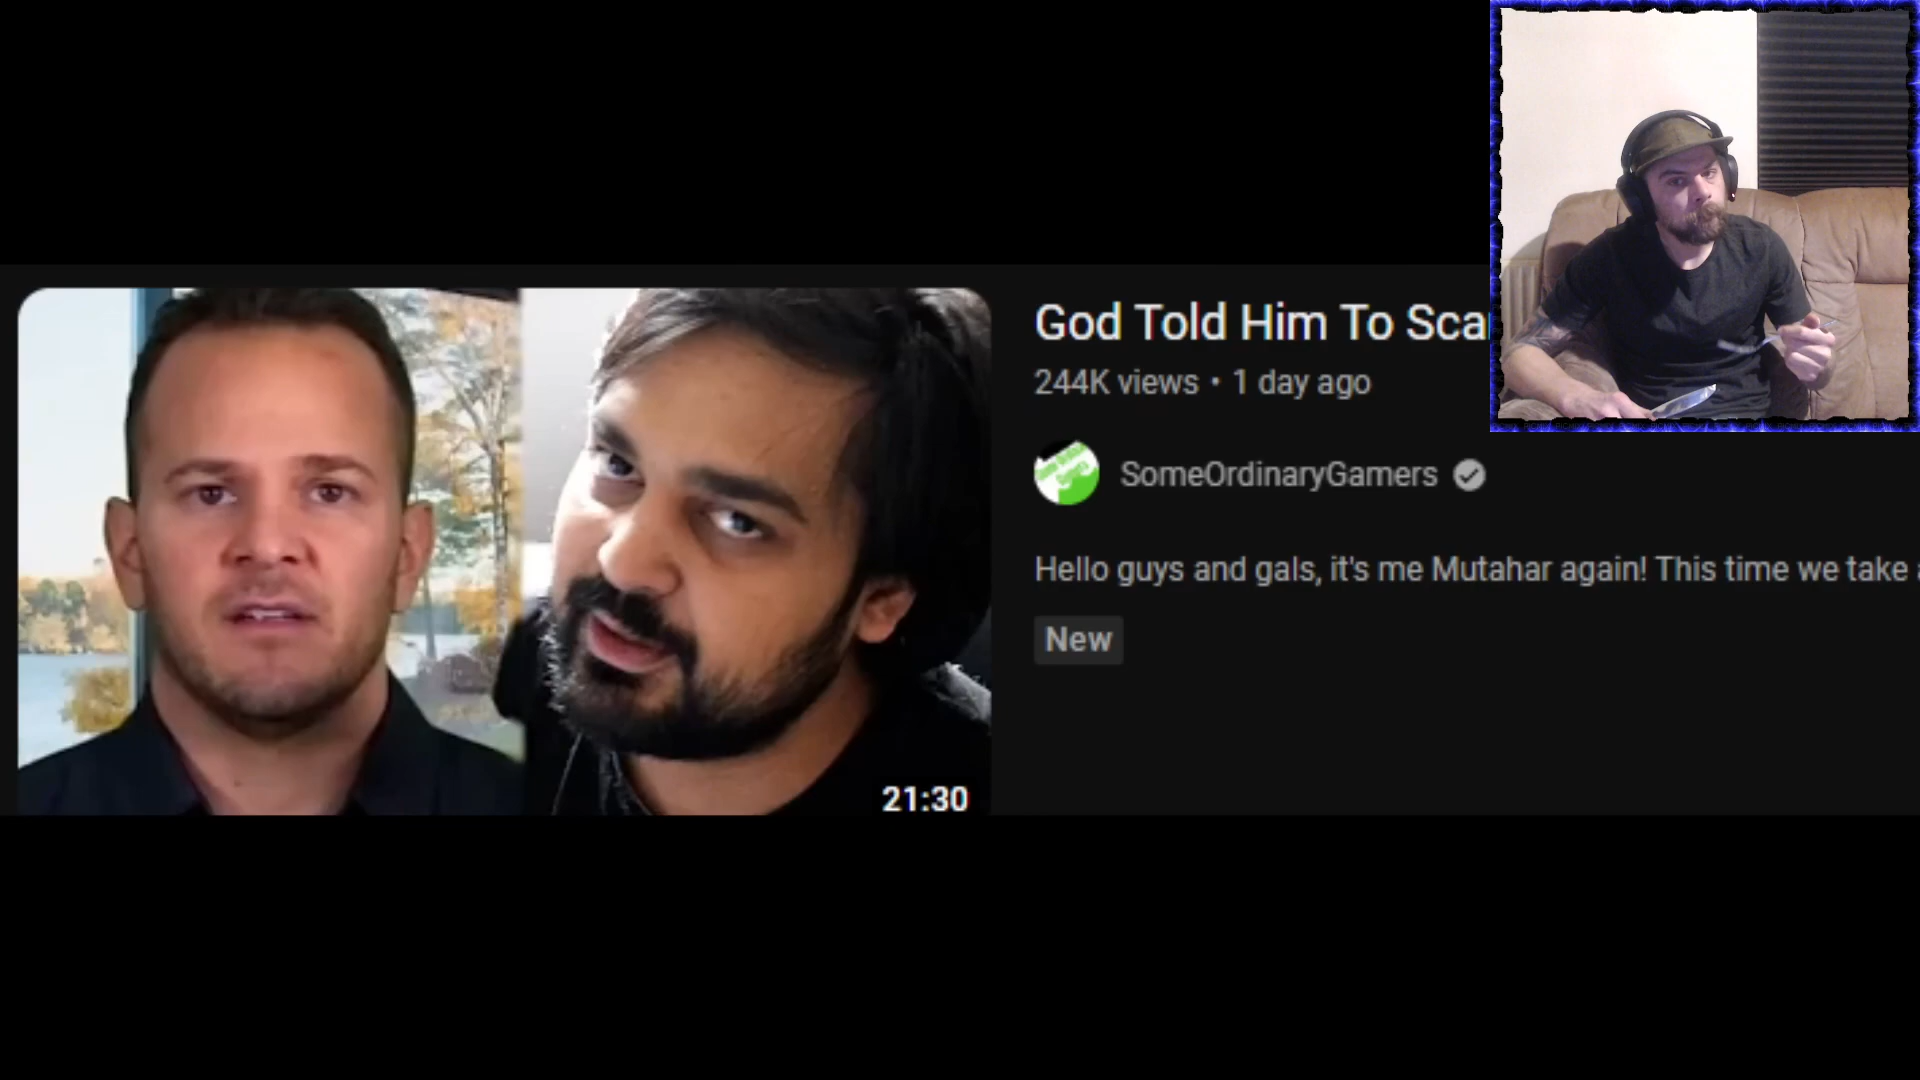 God Told Him To Sca
244K views • 1 day ago
SomeOrdinaryGamers
Hello guys and gals, it's me Mutahar again! This time we take
New
21:30